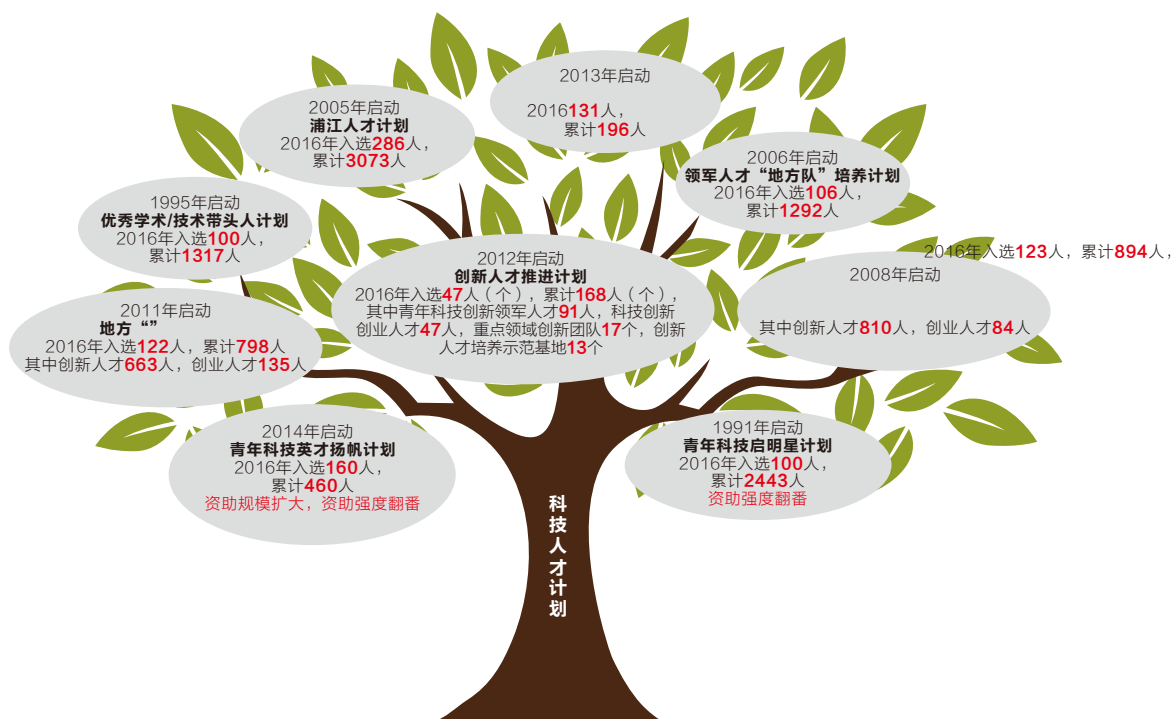 2013年启动
2016131人，
累计196人
2005年启动
浦江人才计划
2016年入选286人，
累计3073人
2006年启动
领军人才“地方队”培养计划
2016年入选106人，
累计1292人
1995年启动
优秀学术/技术带头人计划
2016年入选100人，
累计1317人
2012年启动
创新人才推进计划
2016年入选47人（个），累计168人（个），
其中青年科技创新领军人才91人，科技创新
创业人才47人，重点领域创新团队17个，创新
人才培养示范基地13个
2016年入选123人，累计894人，
2008年启动
其中创新人才810人，创业人才84人
2011年启动
地方“”
2016年入选122人，累计798人
其中创新人才663人，创业人才135人
2014年启动
青年科技英才扬帆计划
2016年入选160人，
累计460人
资助规模扩大，资助强度翻番
1991年启动
青年科技启明星计划
2016年入选100人，
累计2443人
资助强度翻番
科技人才计划